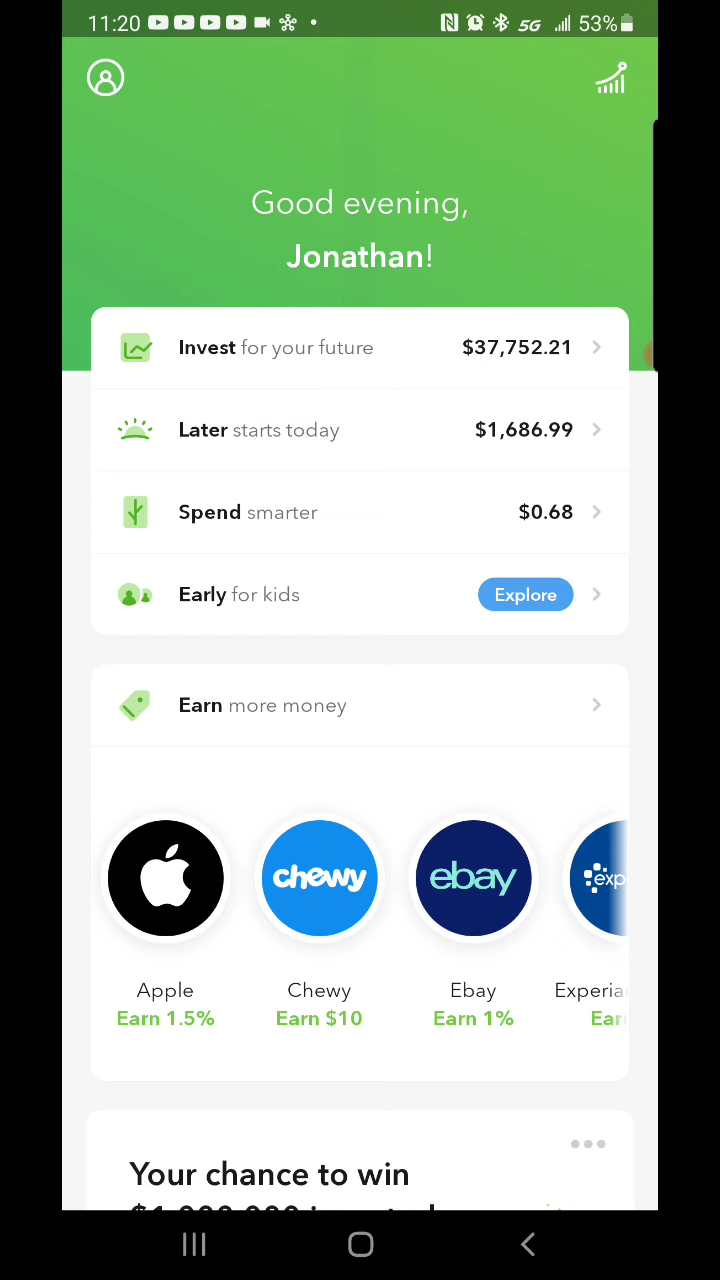 11:20
5G 53%
Good evening,
Jonathan!
Invest for your future $37,752.21
Later starts today $1,686.99
Spend smarter $0.68
Early for kids Explore
Earn more money
chewy ebay exp
Apple Chewy Ebay Experia
Earn 1.5% Earn $10 Earn 1% Earn
Your chance to win